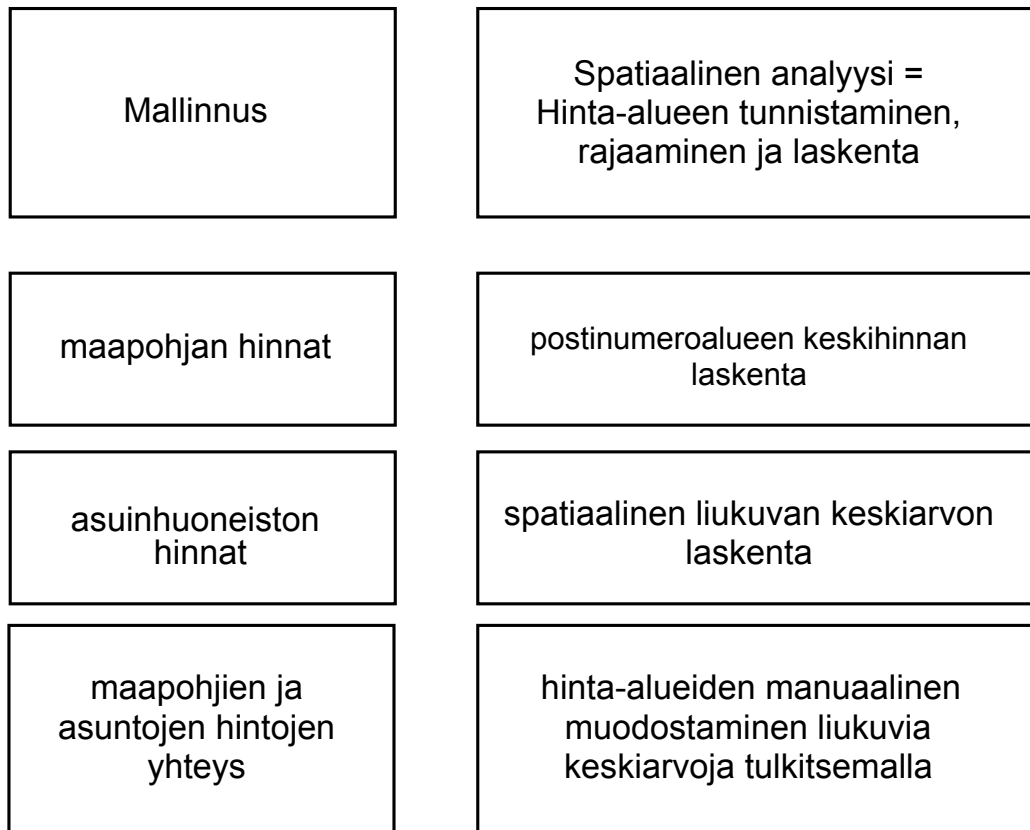 Mallinnus
Spatiaalinen analyysi =
Hinta-alueen tunnistaminen,
rajaaminen ja laskenta
maapohjan hinnat
postinumeroalueen keskihinnan
laskenta
asuinhuoneiston
hinnat
spatiaalinen liukuvan keskiarvon
laskenta
maapohjien ja
asuntojen hintojen
yhteys
hinta-alueiden manuaalinen
muodostaminen liukuvia
keskiarvoja tulkitsemalla